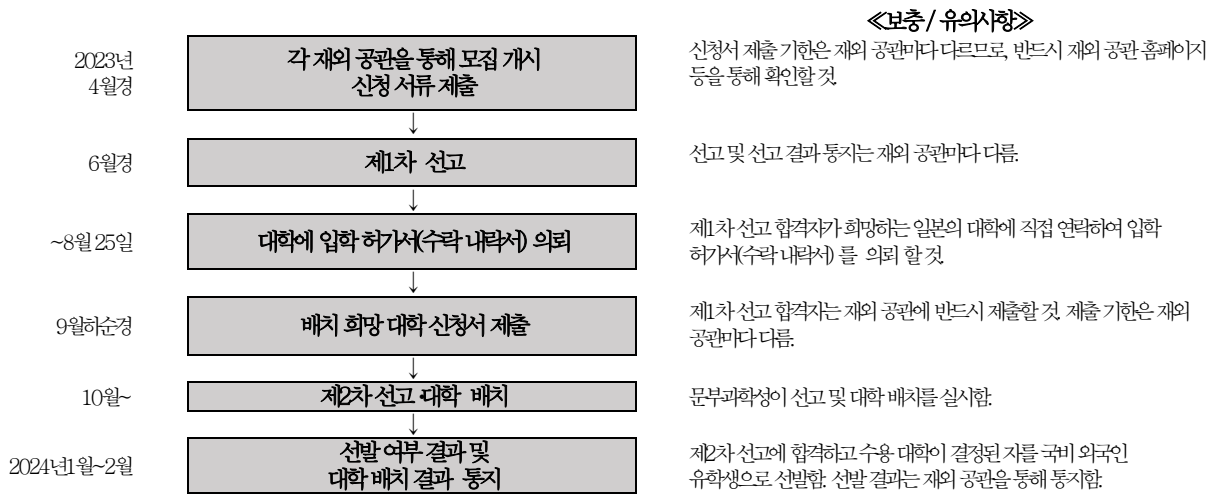 ≪보충 / 유의사항≫
2023년
4월경
각 재외 공관을 통해 모집 개시
신청 서류 제출
신청서 제출 기한은 재외 공관마다 다르므로, 반드시 재외 공관 홈페이지
등을 통해 확인할 것.
↓
6월경
제1차 선고
선고 및 선고 결과 통지는 재외 공관마다 다름.
↓
~8월 25일
대학에 입학 허가서(수락 내락서) 의뢰
제1차 선고 합격자가 희망하는 일본의 대학에 직접 연락하여 입학
허가서(수락 내락서) 를 의뢰 할 것.
↓
9월하순경
배치 희망 대학 신청서 제출
제1차 선고 합격자는 재외 공관에 반드시 제출할 것. 제출 기한은 재외
공관마다 다름.
↓
10월~
제2차 선고・대학 배치
문부과학성이 선고 및 대학 배치를 실시함.
↓
2024년1월~2월
선발 여부 결과 및
대학 배치 결과 통지
제2차 선고에 합격하고 수용 대학이 결정된 자를 국비 외국인
유학생으로 선발함. 선발 결과는 재외 공관을 통해 통지함.